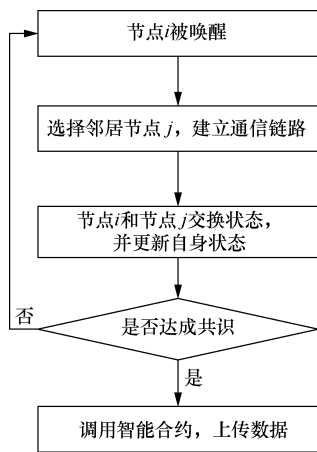 节点i被唤醒
选择邻居节点j，建立通信链路
节点i和节点j交换状态，
并更新自身状态
否
是否达成共识
是
调用智能合约，上传数据